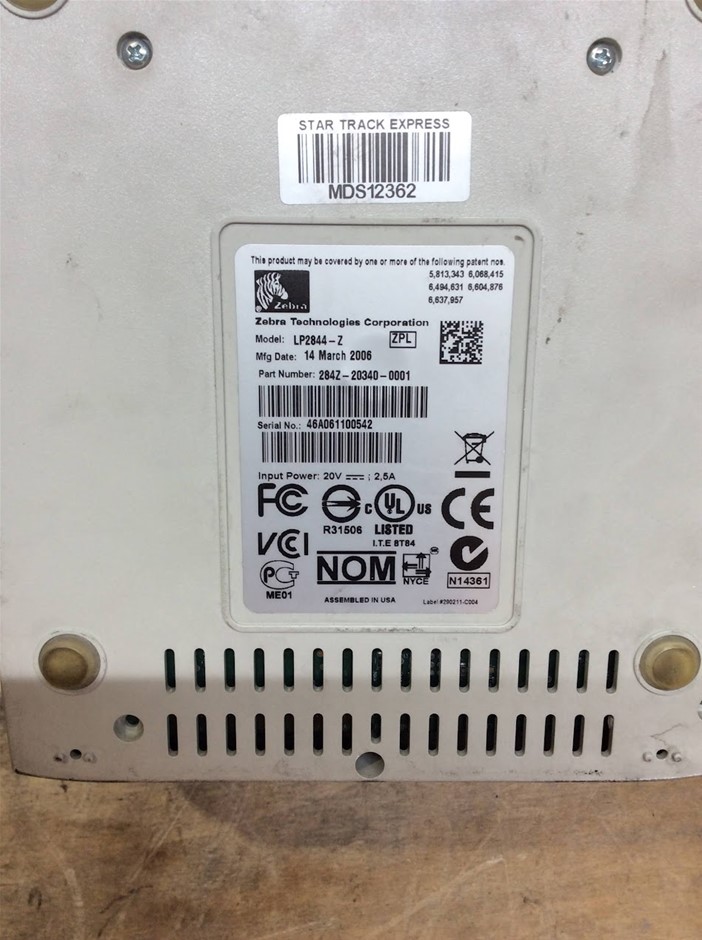 STAR TRACK EXPRESS
MDS12362
This product may be covered by one or more of the following patent nos.
5,813,343 6,068,415
6,494,631 6,604,876
6,637,957
Zebra
Zebra Technologies Corporation
Model: LP2844-Z ZPL
Mfg Date: 14 March 2006
Part Number: 284Z-20340-0001
Serial No.: 46A061100542
Input Power: 20V ; 2,5A
FC
R31506
C UL US
LISTED
I.T.E 8T84
CE
VCCI
PCT
ME01
NOM
NYCE
N14361
ASSEMBLED IN USA
Label #280211-C004